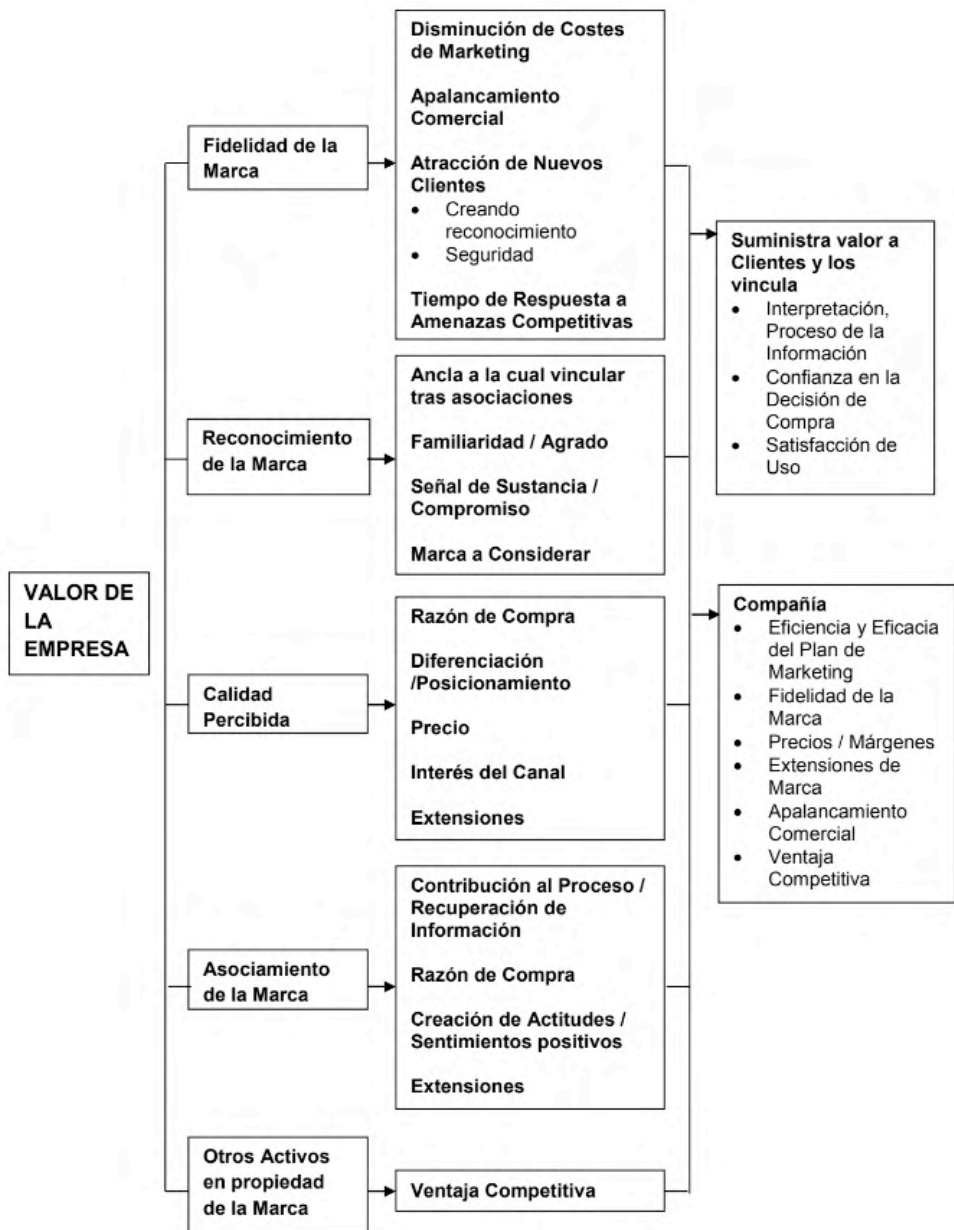 VALOR DE
LA
EMPRESA
Fidelidad de la
Marca
Disminución de Costes
de Marketing
Apalancamiento
Comercial
Atracción de Nuevos
Clientes
• Creando
reconocimiento
• Seguridad
Tiempo de Respuesta a
Amenazas Competitivas
Reconocimiento
de la Marca
Ancla a la cual vincular
tras asociaciones
Familiaridad / Agrado
Señal de Sustancia /
Compromiso
Marca a Considerar
Calidad
Percibida
Razón de Compra
Diferenciación
/Posicionamiento
Precio
Interés del Canal
Extensiones
Asociamiento
de la Marca
Contribución al Proceso /
Recuperación de
Información
Razón de Compra
Creación de Actitudes /
Sentimientos positivos
Extensiones
Otros Activos
en propiedad
de la Marca
Ventaja Competitiva
Suministra valor a
Clientes y los
vincula
• Interpretación,
Proceso de la
Información
• Confianza en la
Decisión de
Compra
• Satisfacción de
Uso
Compañía
• Eficiencia y Eficacia
del Plan de
Marketing
• Fidelidad de la
Marca
• Precios / Márgenes
• Extensiones de
Marca
• Apalancamiento
Comercial
• Ventaja
Competitiva